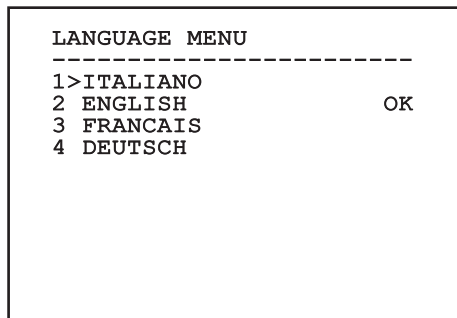 LANGUAGE MENU
------------------------
1>ITALIANO
2 ENGLISH OK
3 FRANCAIS
4 DEUTSCH